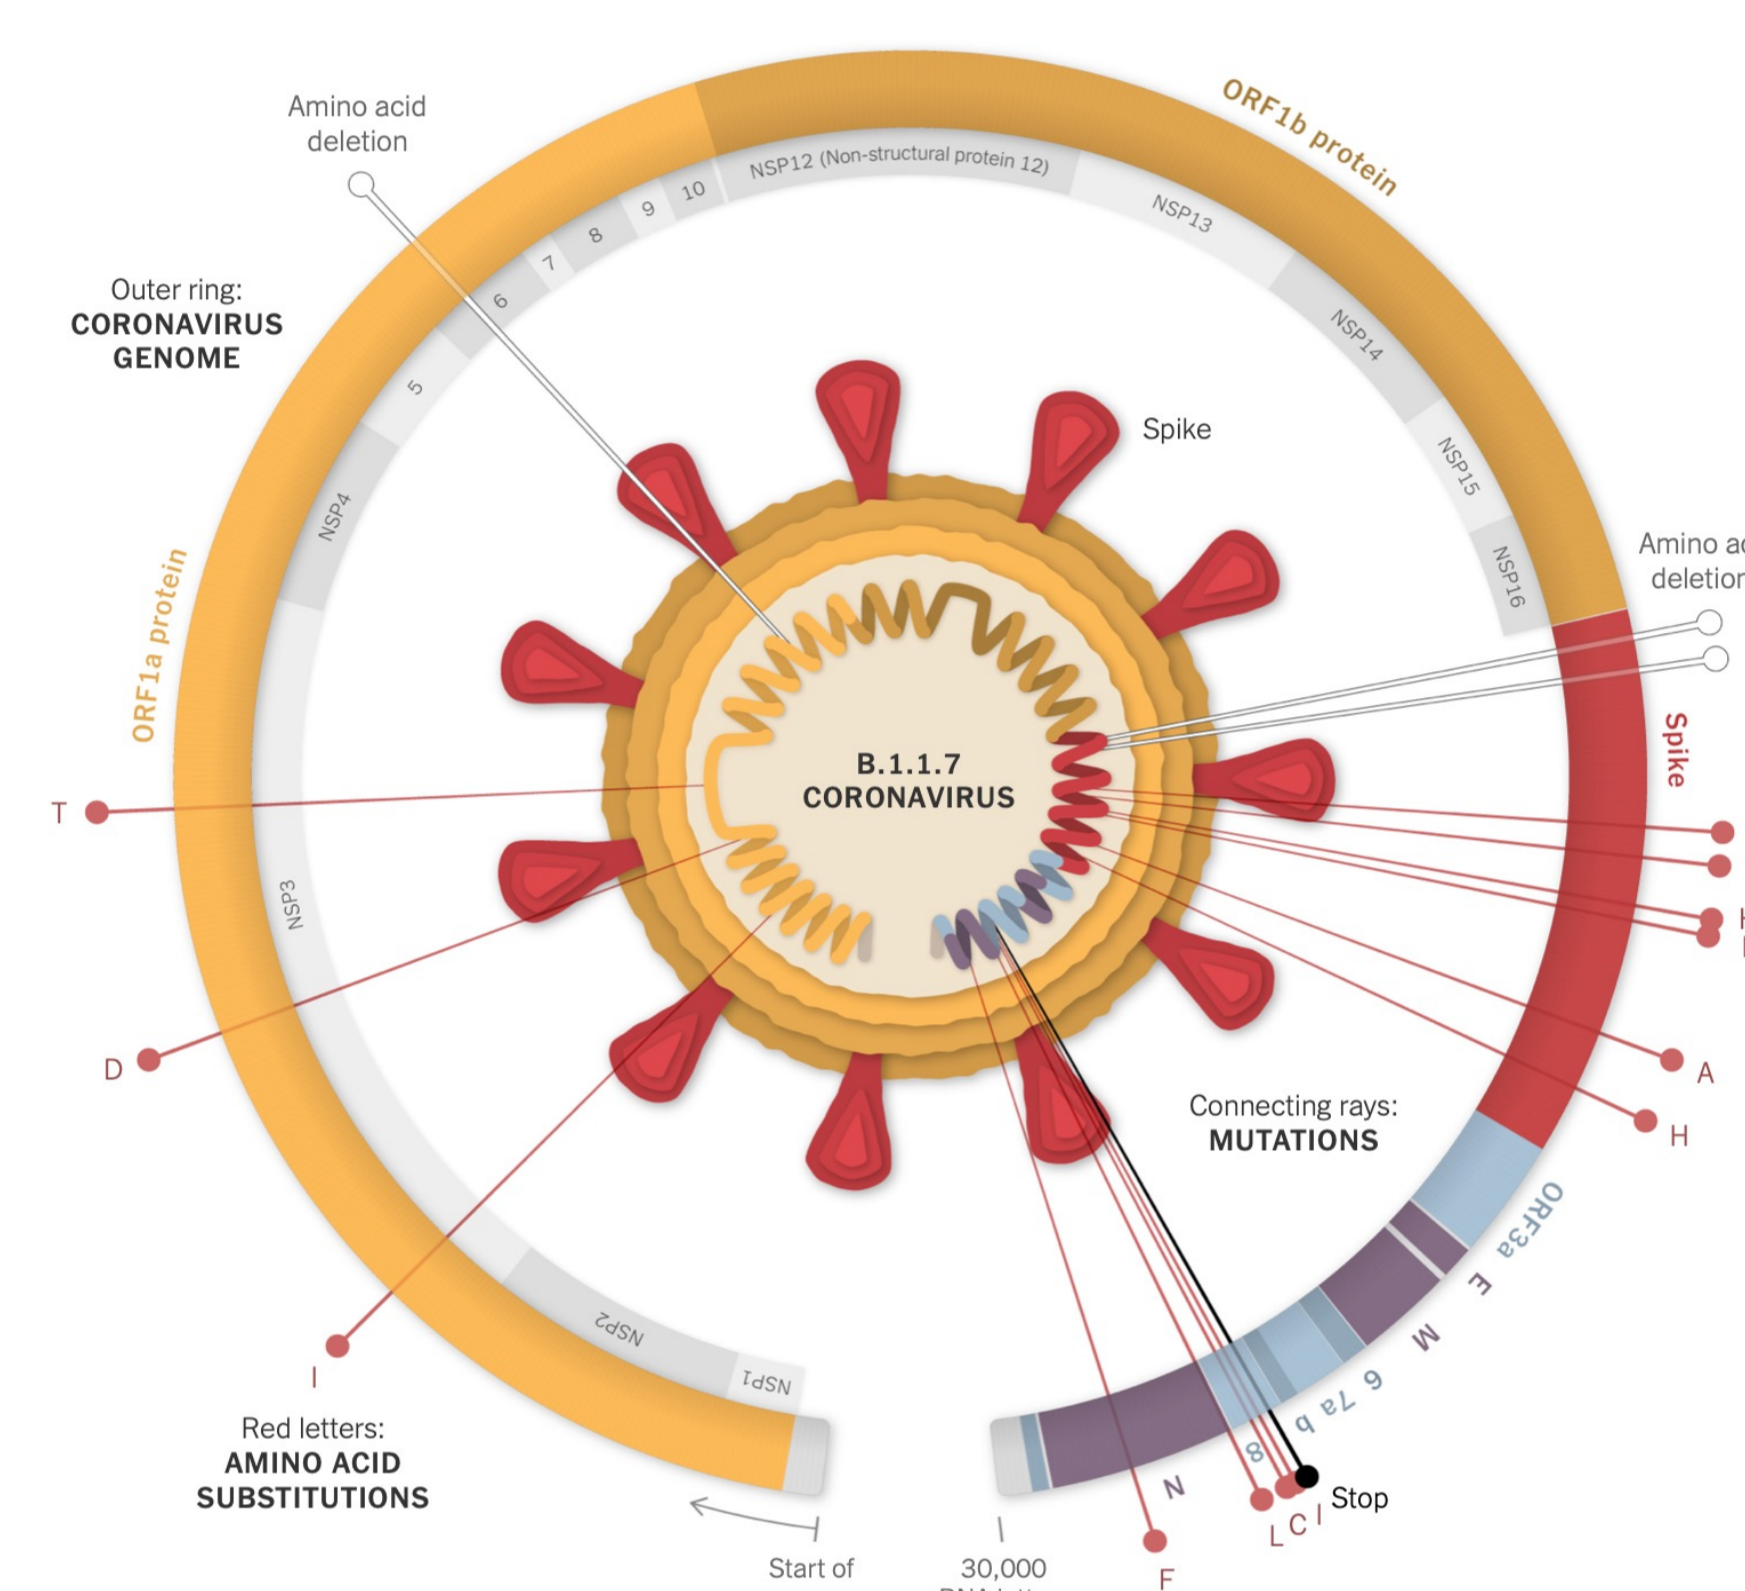 Amino acid
deletion
ORF1b protein
NSP12 (Non-structural protein 12)
10
9
8
7
6
5
NSP13
NSP14
NSP15
NSP16
NSP4
NSP3
NSP2
NSP1
Outer ring:
CORONAVIRUS
GENOME
Spike
Amino
deletion
ORF1a protein
Spike
B.1.1.7
CORONAVIRUS
T
D
I
A
H
Connecting rays:
MUTATIONS
ORF3a
E
M
6
7a
b
8
N
Red letters:
AMINO ACID
SUBSTITUTIONS
Stop
L C I
F
Start of
30,000